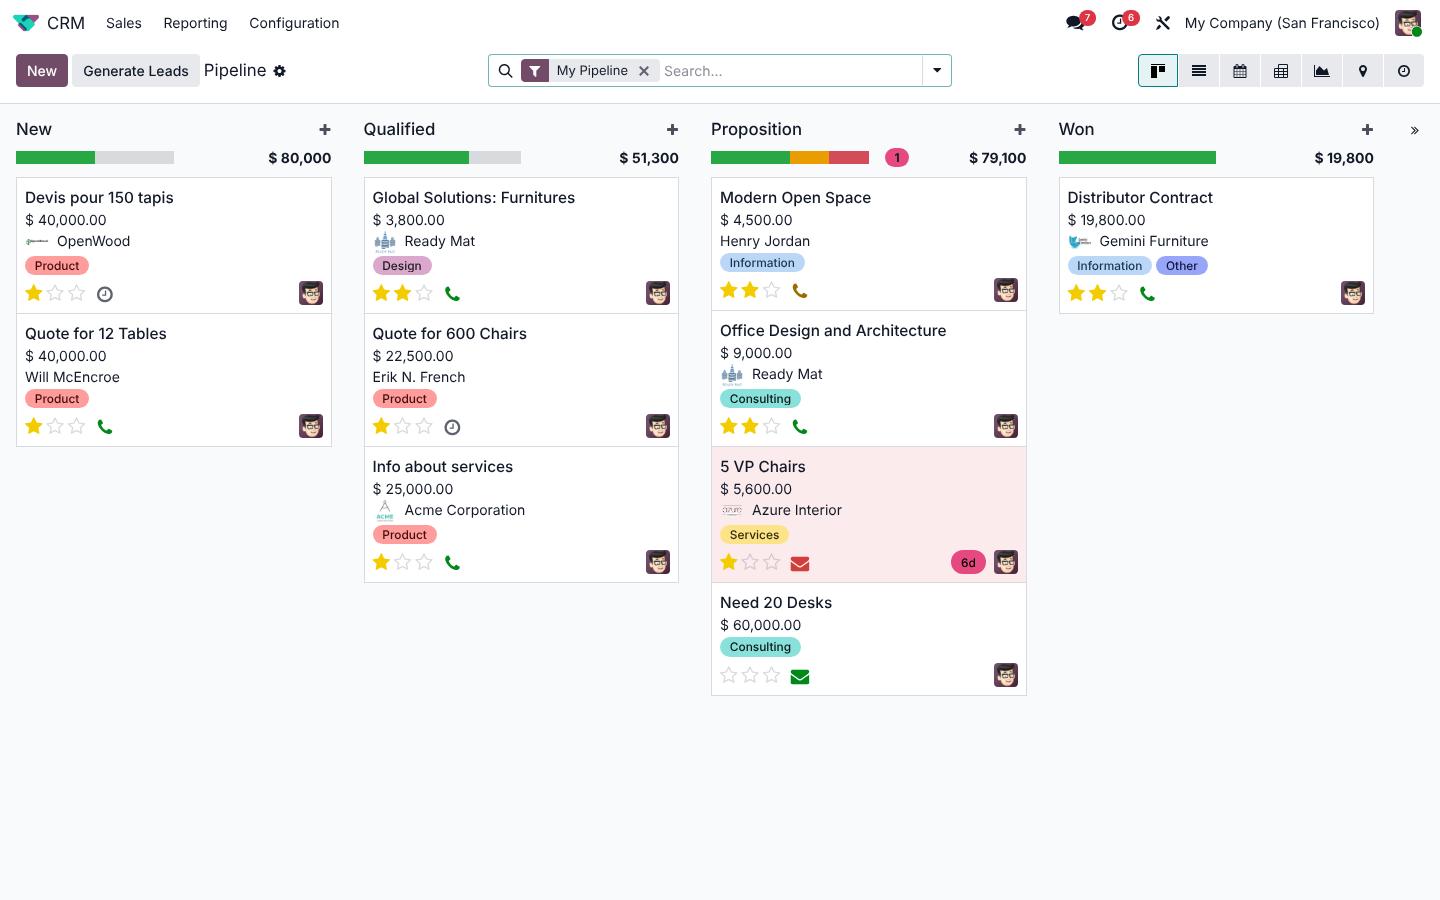 CRM Sales Reporting Configuration 7 6 My Company (San Francisco)
New Generate Leads Pipeline My Pipeline Search...
New
$ 80,000
Devis pour 150 tapis
$ 40,000.00
OpenWood
Product
Quote for 12 Tables
$ 40,000.00
Will McEncroe
Product
Qualified
$ 51,300
Global Solutions: Furnitures
$ 3,800.00
Ready Mat
Design
Quote for 600 Chairs
$ 22,500.00
Erik N. French
Product
Info about services
$ 25,000.00
ACME Acme Corporation
Product
Proposition
1 $ 79,100
Modern Open Space
$ 4,500.00
Henry Jordan
Information
Office Design and Architecture
$ 9,000.00
Ready Mat
Consulting
5 VP Chairs
$ 5,600.00
Azure Interior
Services
6d
Need 20 Desks
$ 60,000.00
Consulting
Won
$ 19,800
Distributor Contract
$ 19,800.00
Gemini Furniture
Information Other